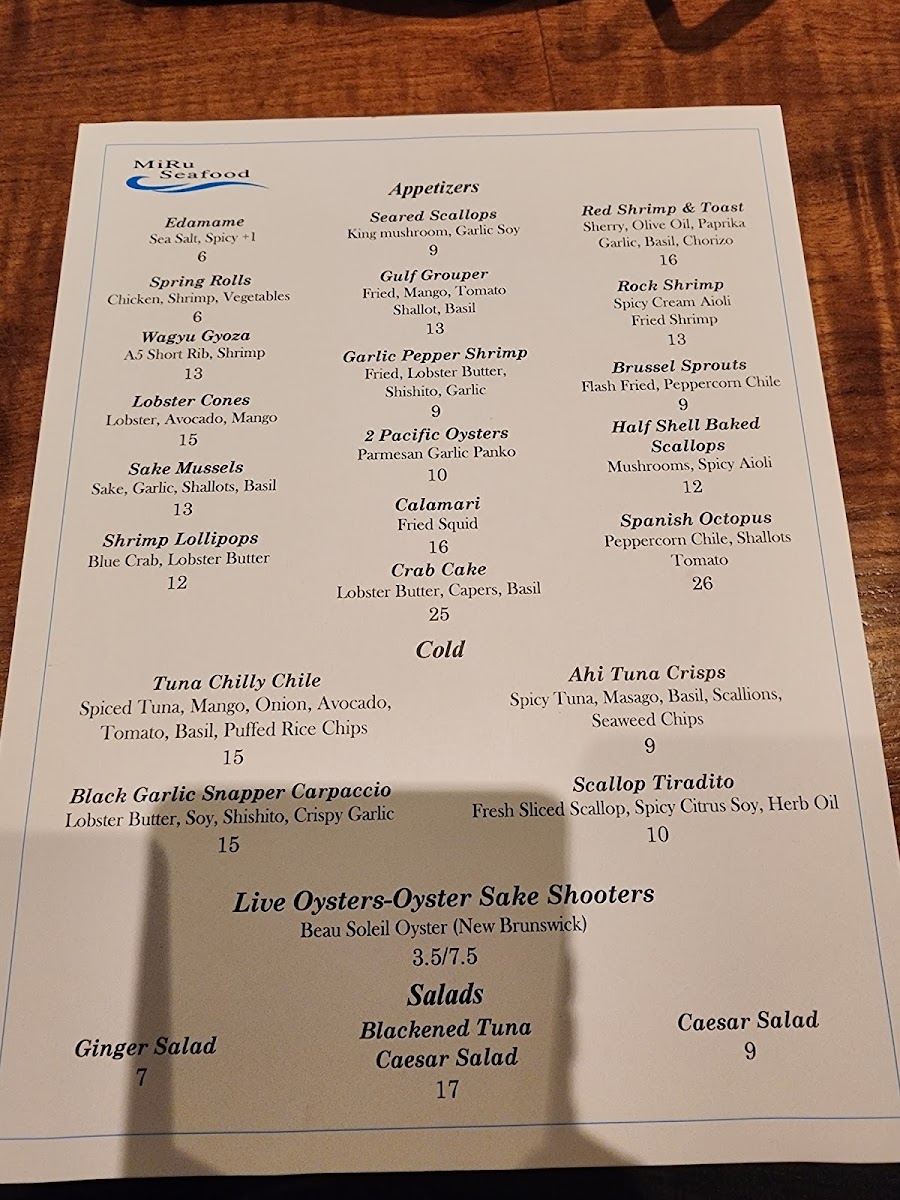 MiRu
Seafood
Appetizers
Edamame
Sea Salt, Spicy +1
6
Spring Rolls
Chicken, Shrimp, Vegetables
6
Wagyu Gyoza
A5 Short Rib, Shrimp
13
Lobster Cones
Lobster, Avocado, Mango
15
Sake Mussels
Sake, Garlic, Shallots, Basil
13
Shrimp Lollipops
Blue Crab, Lobster Butter
12
Seared Scallops
King mushroom, Garlic Soy
9
Gulf Grouper
Fried, Mango, Tomato
Shallot, Basil
13
Garlic Pepper Shrimp
Fried, Lobster Butter,
Shishito, Garlic
9
2 Pacific Oysters
Parmesan Garlic Panko
10
Calamari
Fried Squid
16
Crab Cake
Lobster Butter, Capers, Basil
25
Red Shrimp & Toast
Sherry, Olive Oil, Paprika
Garlic, Basil, Chorizo
16
Rock Shrimp
Spicy Cream Aioli
Fried Shrimp
13
Brussel Sprouts
Flash Fried, Peppercorn Chile
9
Half Shell Baked
Scallops
Mushrooms, Spicy Aioli
12
Spanish Octopus
Peppercorn Chile, Shallots
Tomato
26
Cold
Tuna Chilly Chile
Spiced Tuna, Mango, Onion, Avocado,
Tomato, Basil, Puffed Rice Chips
15
Black Garlic Snapper Carpaccio
Lobster Butter, Soy, Shishito, Crispy Garlic
15
Ahi Tuna Crisps
Spicy Tuna, Masago, Basil, Scallions,
Seaweed Chips
9
Scallop Tiradito
Fresh Sliced Scallop, Spicy Citrus Soy, Herb Oil
10
Live Oysters-Oyster Sake Shooters
Beau Soleil Oyster (New Brunswick)
3.5/7.5
Salads
Ginger Salad
7
Blackened Tuna
Caesar Salad
17
Caesar Salad
9